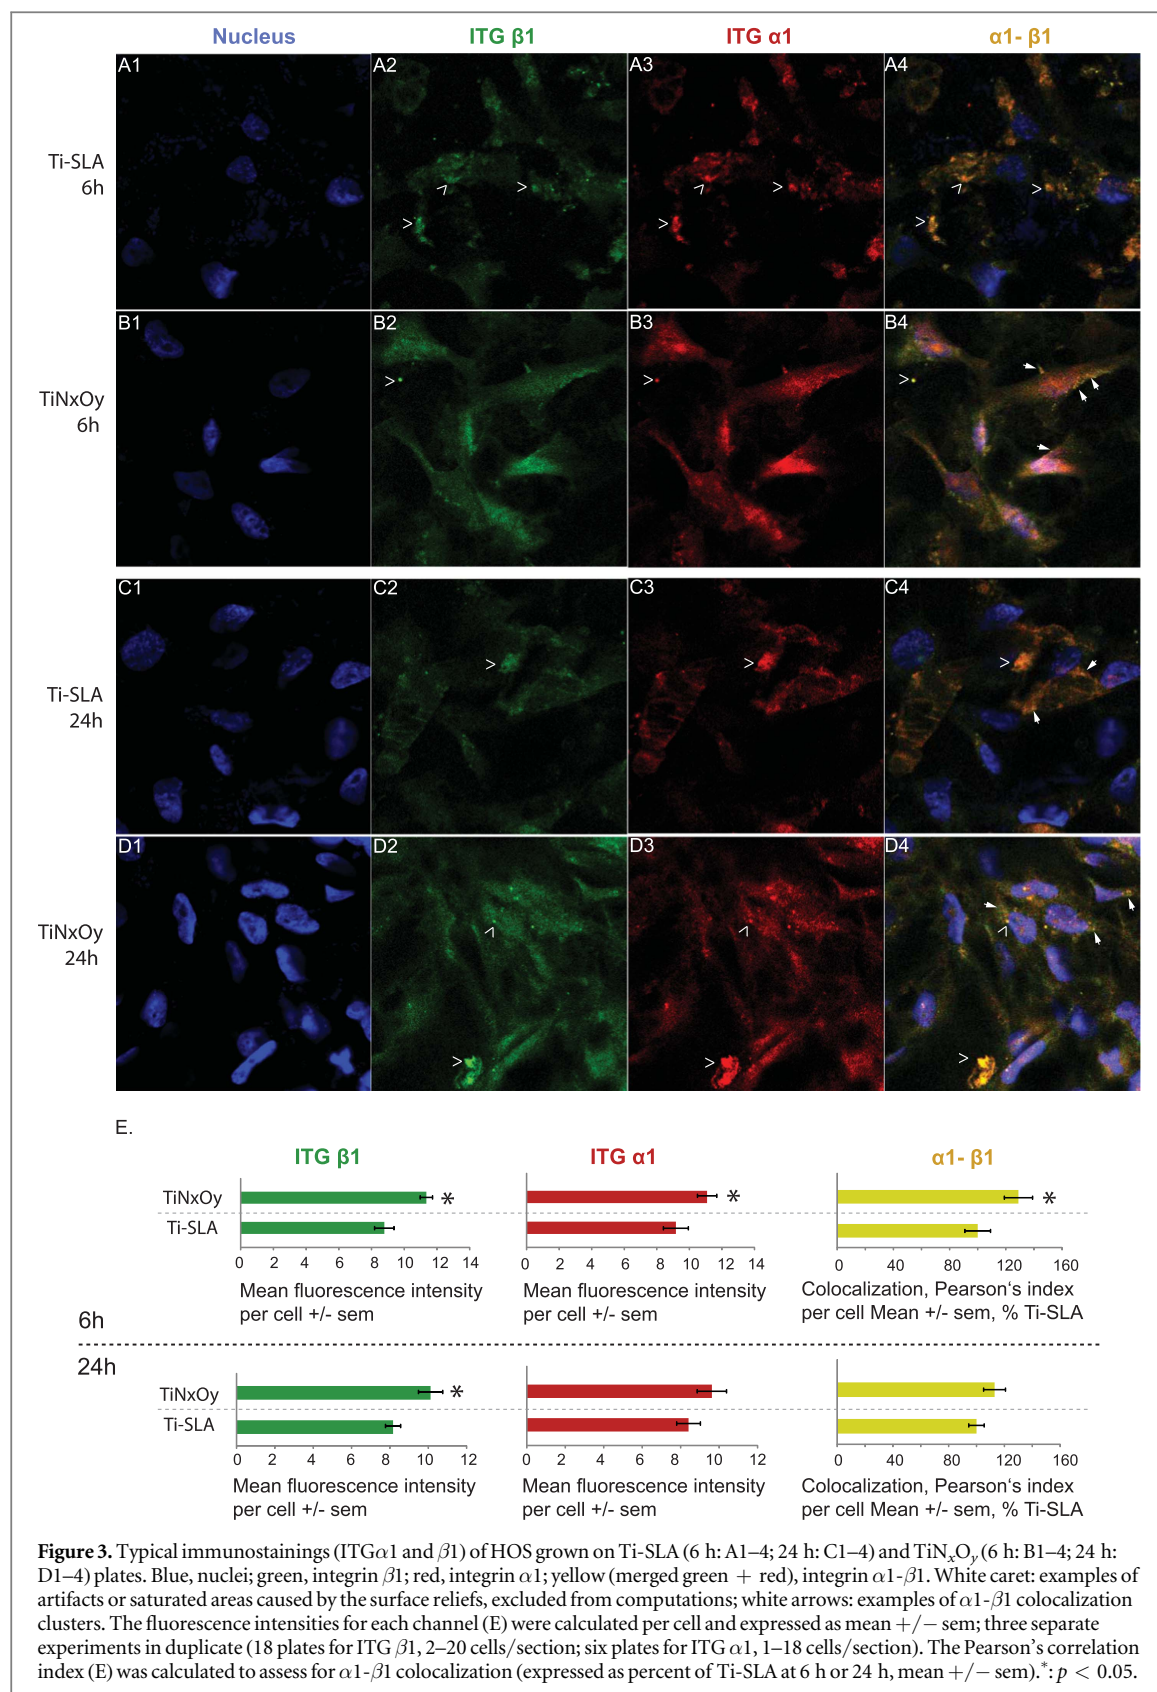 Nucleus ITG β1 ITG α1 α1- β1
A1 A2 A3 A4
Ti-SLA
6h
> > >
> > >
> > >
B1 B2 B3 B4
TiNxOy
6h
> > >
C1 C2 C3 C4
Ti-SLA
24h
> > >
D1 D2 D3 D4
TiNxOy
24h
> > >
> > >
E.
ITG β1 ITG α1 α1- β1
TiNxOy * * *
Ti-SLA
0 2 4 6 8 10 12 14 0 2 4 6 8 10 12 14 0 40 80 120 160
Mean fluorescence intensity Mean fluorescence intensity Colocalization, Pearson‘s index
per cell +/- sem per cell +/- sem per cell Mean +/- sem, % Ti-SLA
6h
24h
TiNxOy *
Ti-SLA
0 2 4 6 8 10 12 0 2 4 6 8 10 12 0 40 80 120 160
Mean fluorescence intensity Mean fluorescence intensity Colocalization, Pearson‘s index
per cell +/- sem per cell +/- sem per cell Mean +/- sem, % Ti-SLA
Figure 3. Typical immunostainings (ITGα1 and β1) of HOS grown on Ti-SLA (6 h: A1–4; 24 h: C1–4) and TiNxOy (6 h: B1–4; 24 h:
D1–4) plates. Blue, nuclei; green, integrin β1; red, integrin α1; yellow (merged green + red), integrin α1-β1. White caret: examples of
artifacts or saturated areas caused by the surface reliefs, excluded from computations; white arrows: examples of α1-β1 colocalization
clusters. The fluorescence intensities for each channel (E) were calculated per cell and expressed as mean +/− sem; three separate
experiments in duplicate (18 plates for ITG β1, 2–20 cells/section; six plates for ITG α1, 1–18 cells/section). The Pearson’s correlation
index (E) was calculated to assess for α1-β1 colocalization (expressed as percent of Ti-SLA at 6 h or 24 h, mean +/− sem).*: p < 0.05.